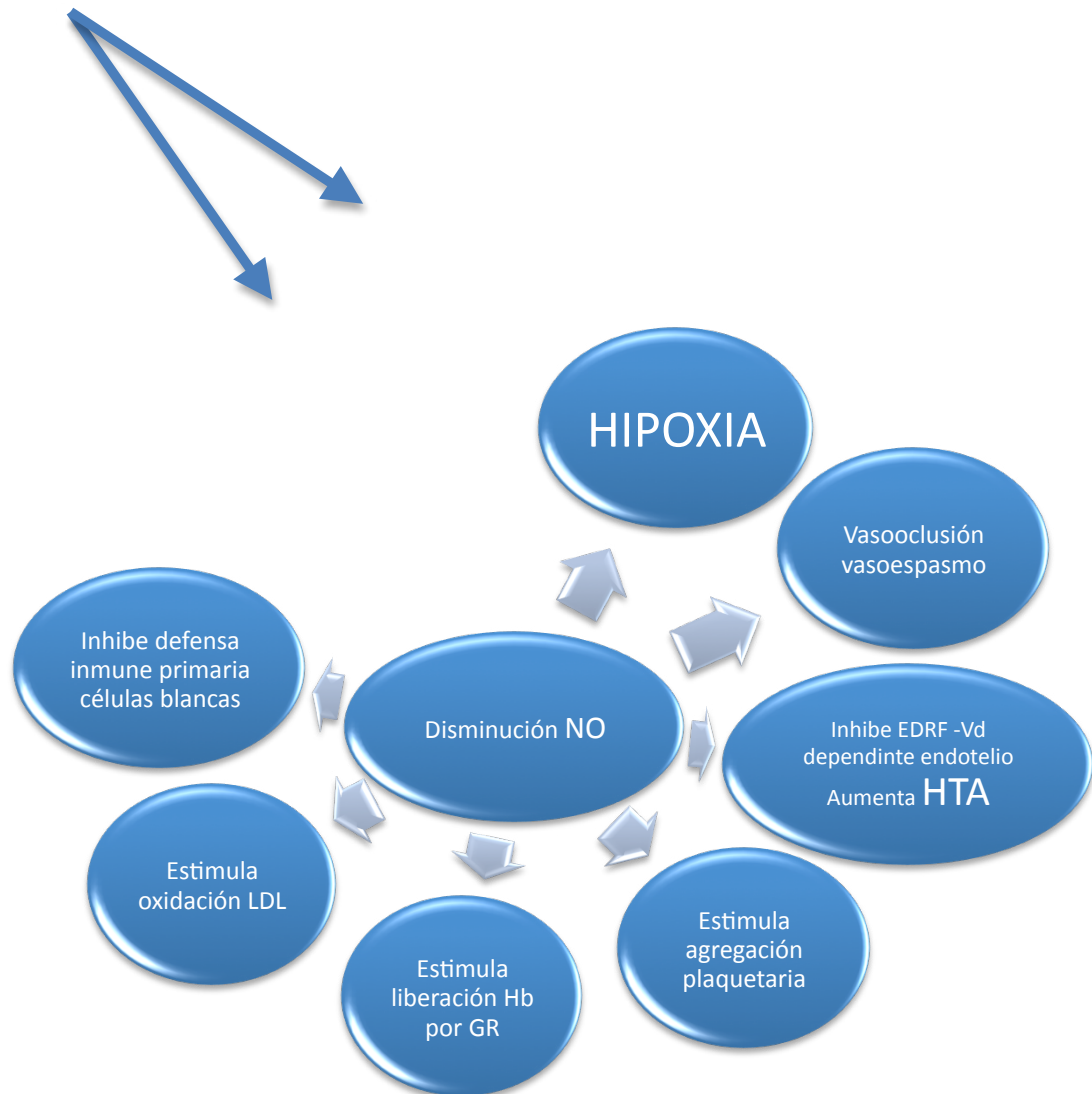 HIPOXIA
Vasooclusión
vasoespasmo
Inhibe defensa
inmune primaria
células blancas
Disminución NO
Inhibe EDRF -Vd
dependinte endotelio
Aumenta HTA
Estimula
oxidación LDL
Estimula
agregación
plaquetaria
Estimula
liberación Hb
por GR